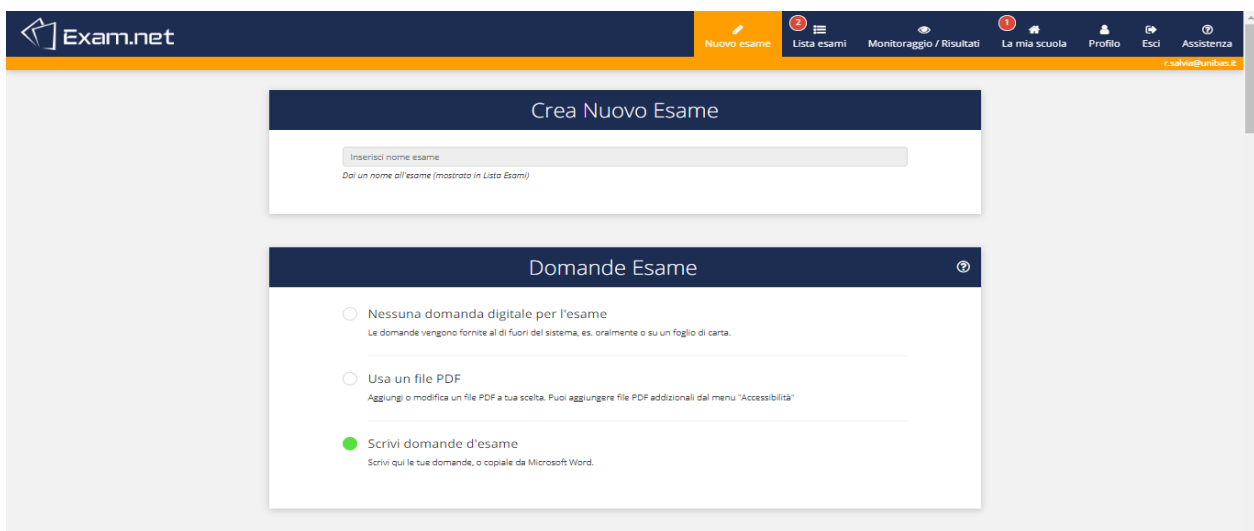 Exam.net
Nuovo esame
2
Lista esami
Monitoraggio / Risultati
1
La mia scuola
Profilo
Esci
Assistenza
r.salvia@unibas.it
Crea Nuovo Esame
Inserisci nome esame
Dai un nome all'esame (mostrato in Lista Esami)
Domande Esame
Nessuna domanda digitale per l'esame
Le domande vengono fornite al di fuori del sistema, es. oralmente o su un foglio di carta.
Usa un file PDF
Aggiungi o modifica un file PDF a tua scelta. Puoi aggiungere file PDF addizionali dal menu "Accessibilità"
Scrivi domande d'esame
Scrivi qui le tue domande, o copiale da Microsoft Word.